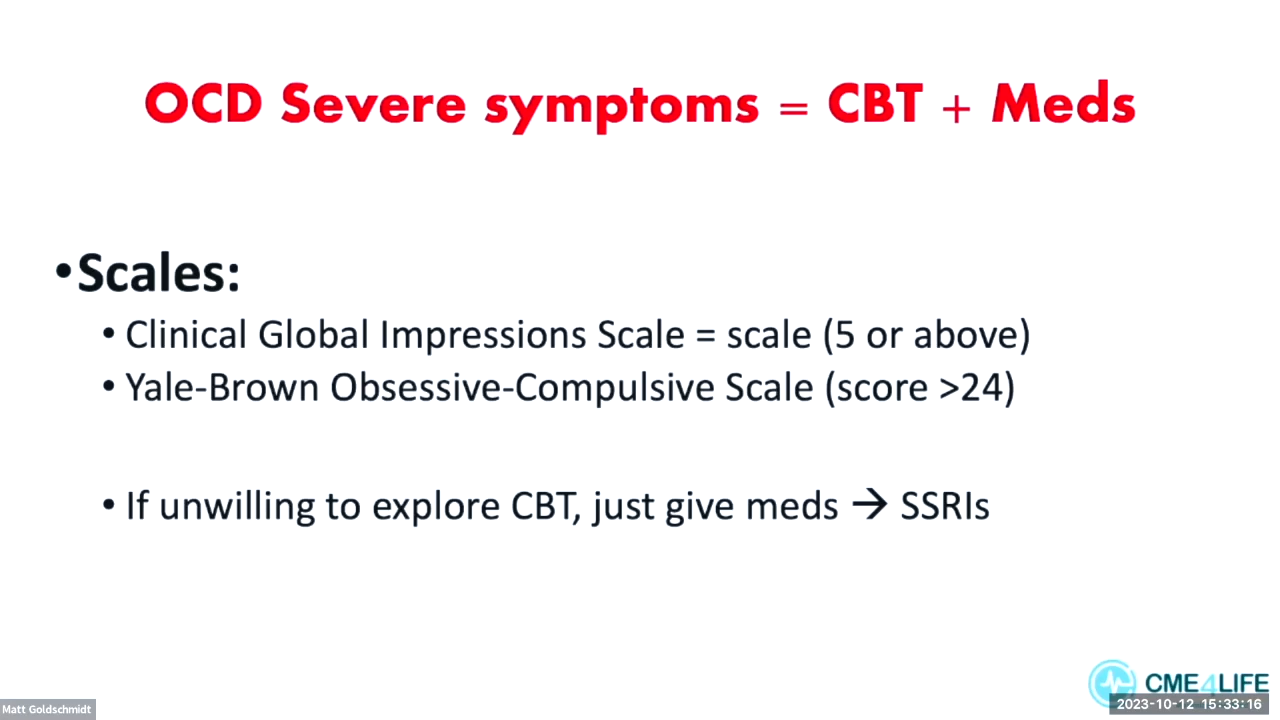 OCD Severe symptoms = CBT + Meds
•Scales:
• Clinical Global Impressions Scale = scale (5 or above)
• Yale-Brown Obsessive-Compulsive Scale (score >24)
• If unwilling to explore CBT, just give meds → SSRIs
CME4LIFE
Matt Goldschmidt
2023-10-12 15:33:16